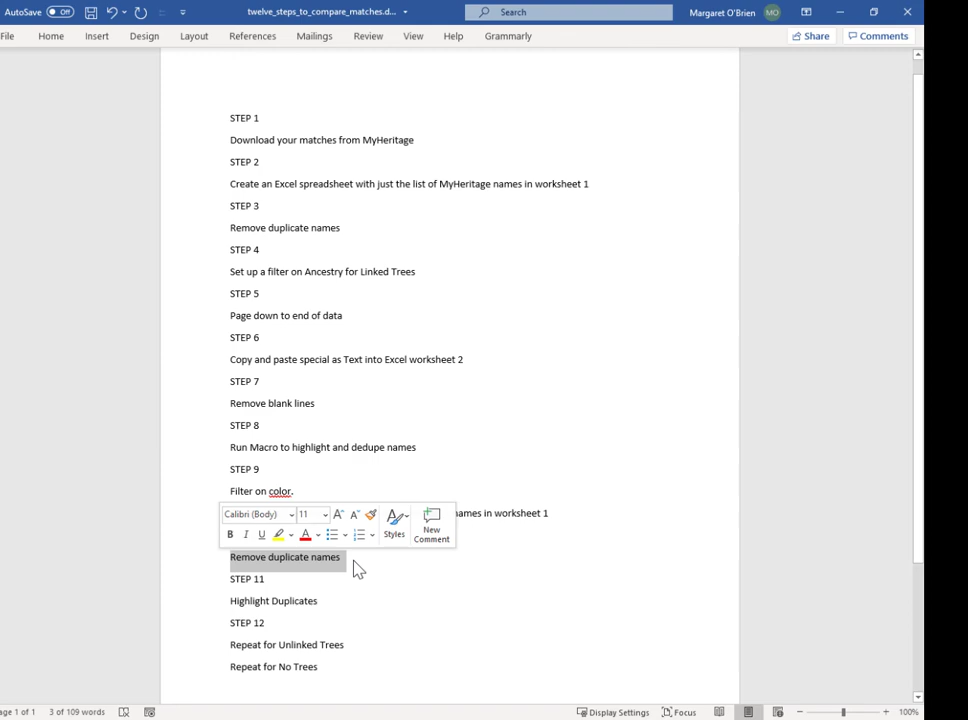 AutoSave Off twelve_steps_to_compare_matches.d... Search Margaret O'Brien MO
File Home Insert Design Layout References Mailings Review View Help Grammarly Share Comments
STEP 1
Download your matches from MyHeritage
STEP 2
Create an Excel spreadsheet with just the list of MyHeritage names in worksheet 1
STEP 3
Remove duplicate names
STEP 4
Set up a filter on Ancestry for Linked Trees
STEP 5
Page down to end of data
STEP 6
Copy and paste special as Text into Excel worksheet 2
STEP 7
Remove blank lines
STEP 8
Run Macro to highlight and dedupe names
STEP 9
Filter on color.
names in worksheet 1
Calibri (Body) 11 A A
B I U A Styles New Comment
Remove duplicate names
STEP 11
Highlight Duplicates
STEP 12
Repeat for Unlinked Trees
Repeat for No Trees
age 1 of 1 3 of 109 words Display Settings Focus 100%